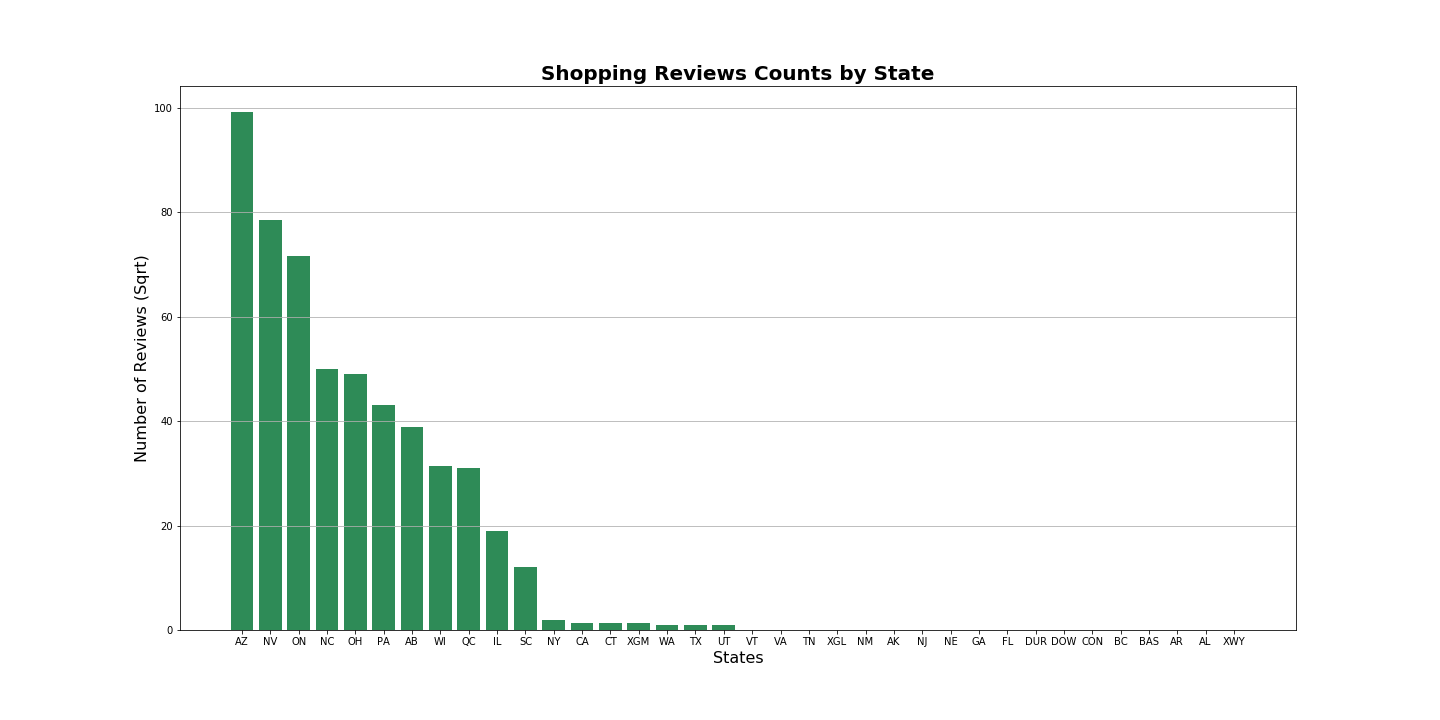 Shopping Reviews Counts by State
Number of Reviews (Sqrt)
100
80
60
40
20
0
AZ NV ON NC OH PA AB WI QC IL SC NY CA CT XGM WA TX UT VT VA TN XGL NM AK NJ NE GA FL DUR DOW CON BC BAS AR AL XWY
States